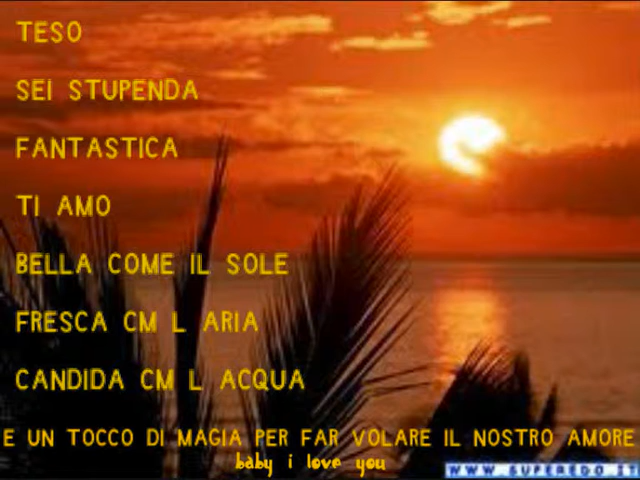 TESO
SEI STUPENDA
FANTASTICA
TI AMO
BELLA COME IL SOLE
FRESCA CM L ARIA
CANDIDA CM L ACQUA
E UN TOCCO DI MAGIA PER FAR VOLARE IL NOSTRO AMORE
baby i love you
WWW.SUPEREDO.IT